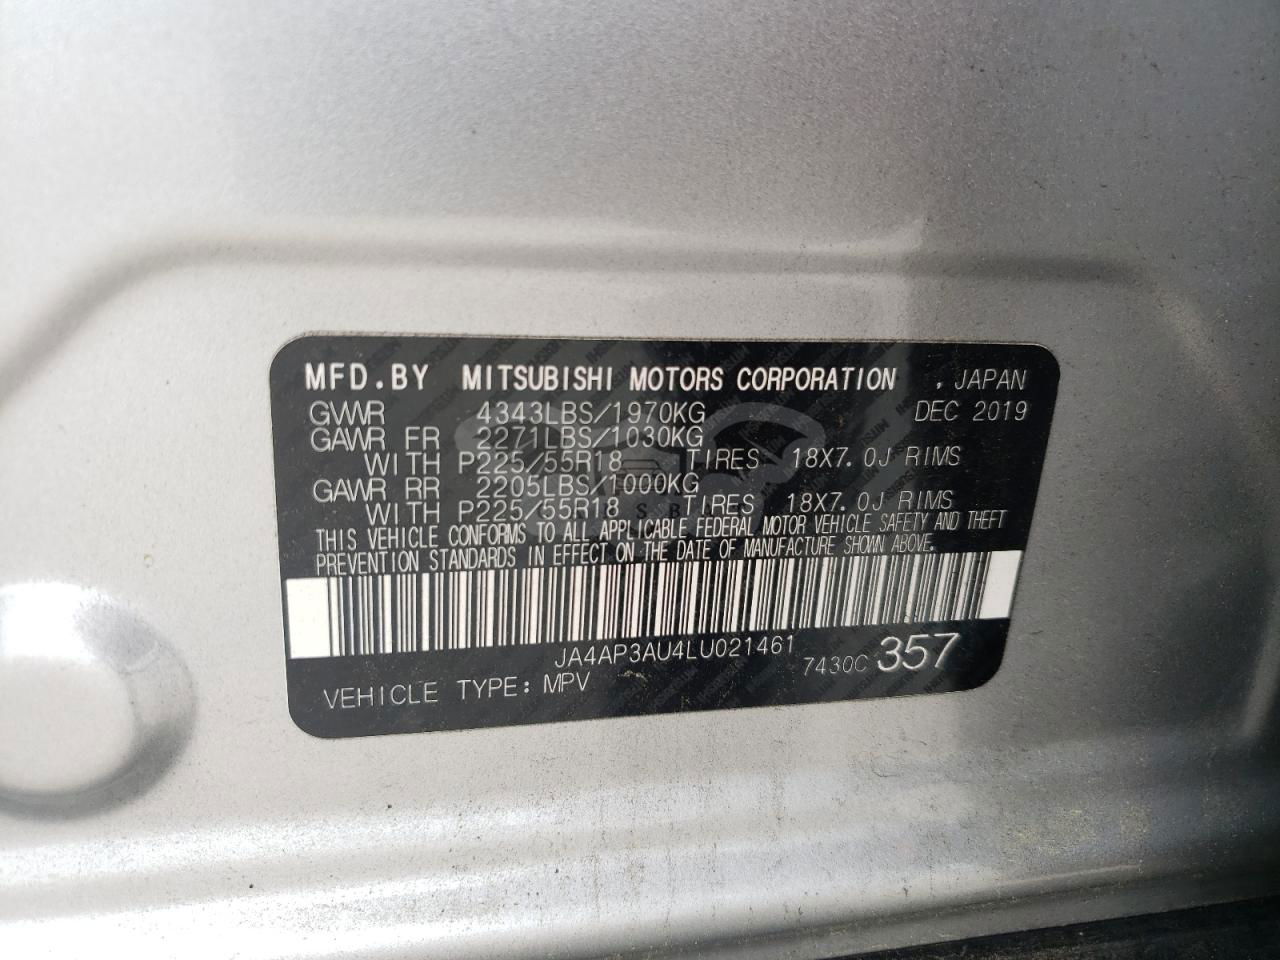 MFD.BY MITSUBISHI MOTORS CORPORATION , JAPAN
GVWR 4343LBS/1970KG DEC 2019
GAWR FR 2271LBS/1030KG
WITH P225/55R18 TIRES 18X7.0J RIMS
GAWR RR 2205LBS/1000KG
WITH P225/55R18 TIRES 18X7.0J RIMS
THIS VEHICLE CONFORMS TO ALL APPLICABLE FEDERAL MOTOR VEHICLE SAFETY AND THEFT
PREVENTION STANDARDS IN EFFECT ON THE DATE OF MANUFACTURE SHOWN ABOVE.
JA4AP3AU4LU021461 7430C 357
VEHICLE TYPE: MPV